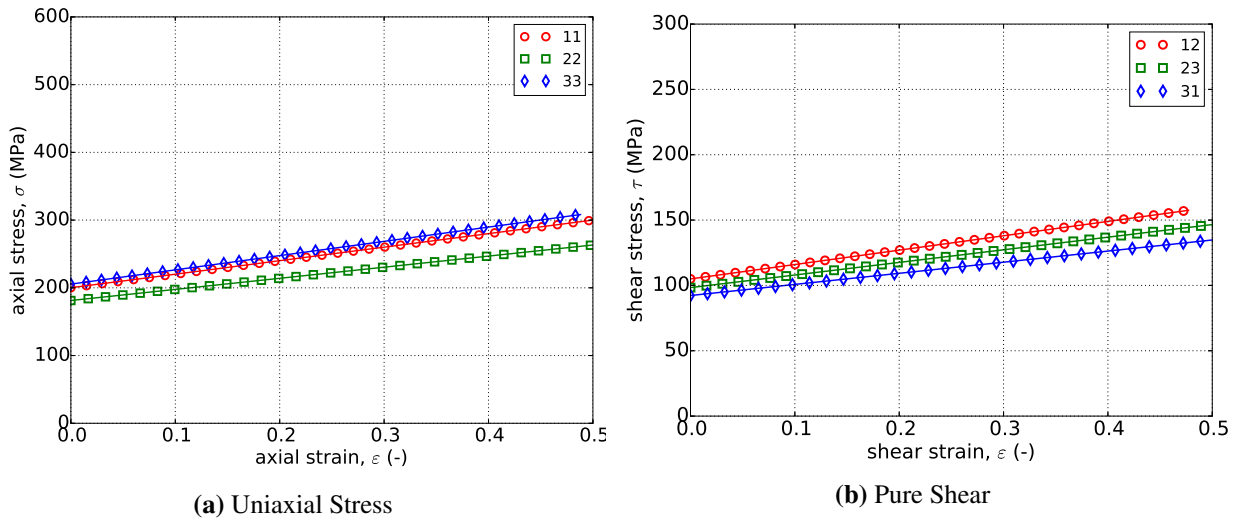 600
500
400
300
200
100
0
0.0 0.1 0.2 0.3 0.4 0.5
axial stress, σ (MPa)
axial strain, ε (-)
11
22
33
(a) Uniaxial Stress
300
250
200
150
100
50
0
0.0 0.1 0.2 0.3 0.4 0.5
shear stress, τ (MPa)
shear strain, ε (-)
12
23
31
(b) Pure Shear